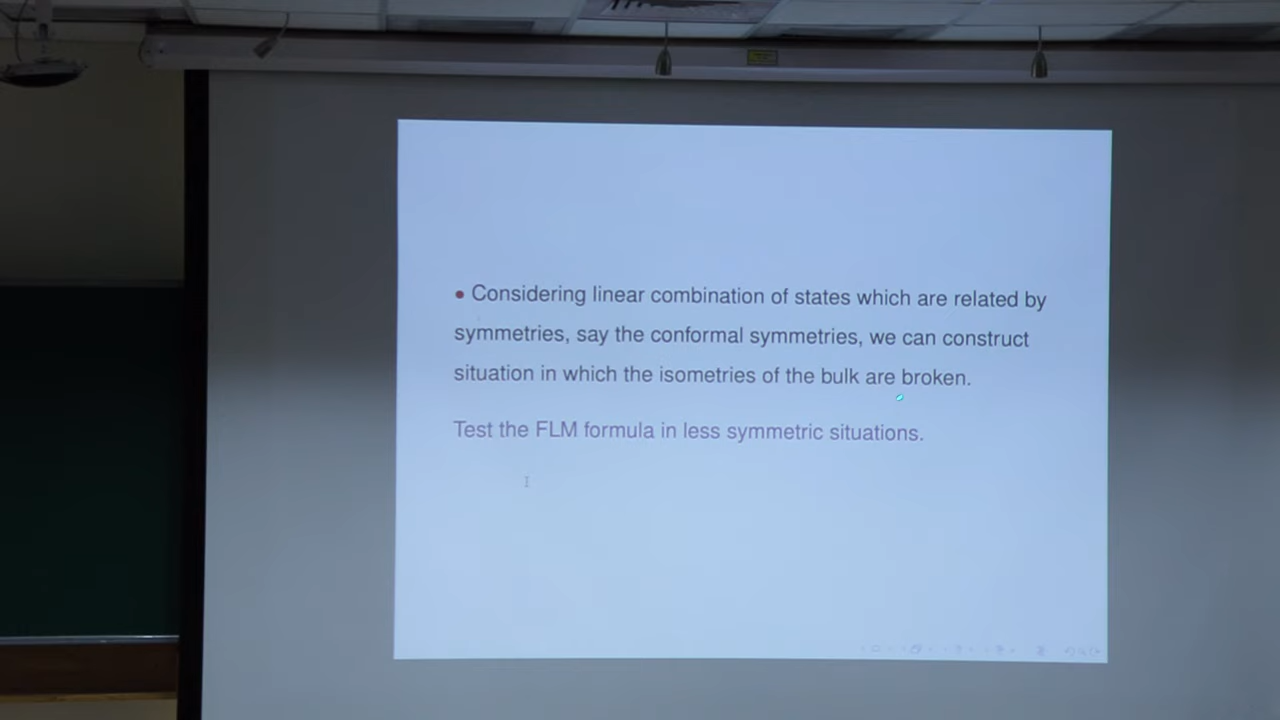 • Considering linear combination of states which are related by
symmetries, say the conformal symmetries, we can construct
situation in which the isometries of the bulk are broken.
Test the FLM formula in less symmetric situations.